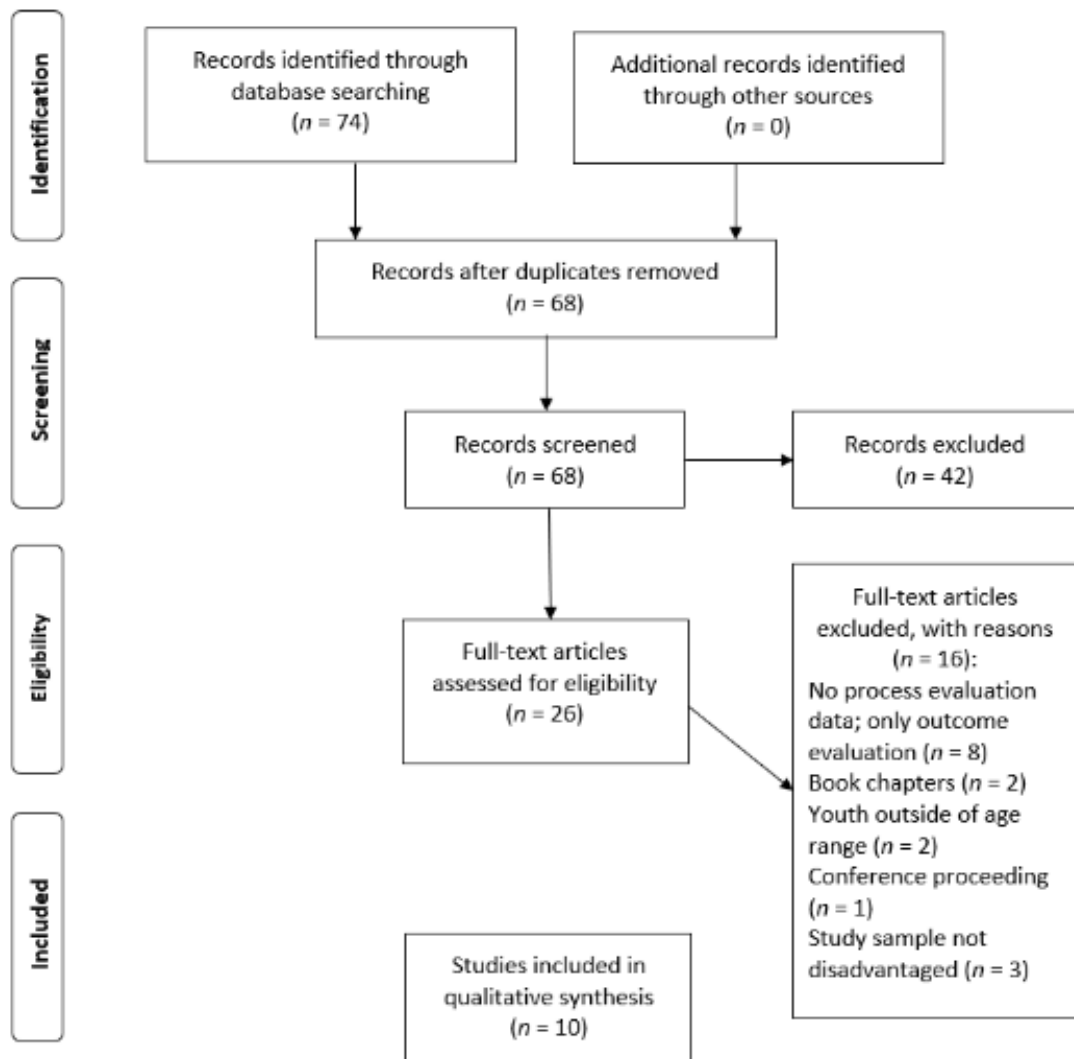 Identification
Records identified through
database searching
(n = 74)
Additional records identified
through other sources
(n = 0)
Screening
Records after duplicates removed
(n = 68)
Records screened
(n = 68)
Records excluded
(n = 42)
Eligibility
Full-text articles
assessed for eligibility
(n = 26)
Full-text articles
excluded, with reasons
(n = 16):
No process evaluation
data; only outcome
evaluation (n = 8)
Book chapters (n = 2)
Youth outside of age
range (n = 2)
Conference proceeding
(n = 1)
Study sample not
disadvantaged (n = 3)
Included
Studies included in
qualitative synthesis
(n = 10)